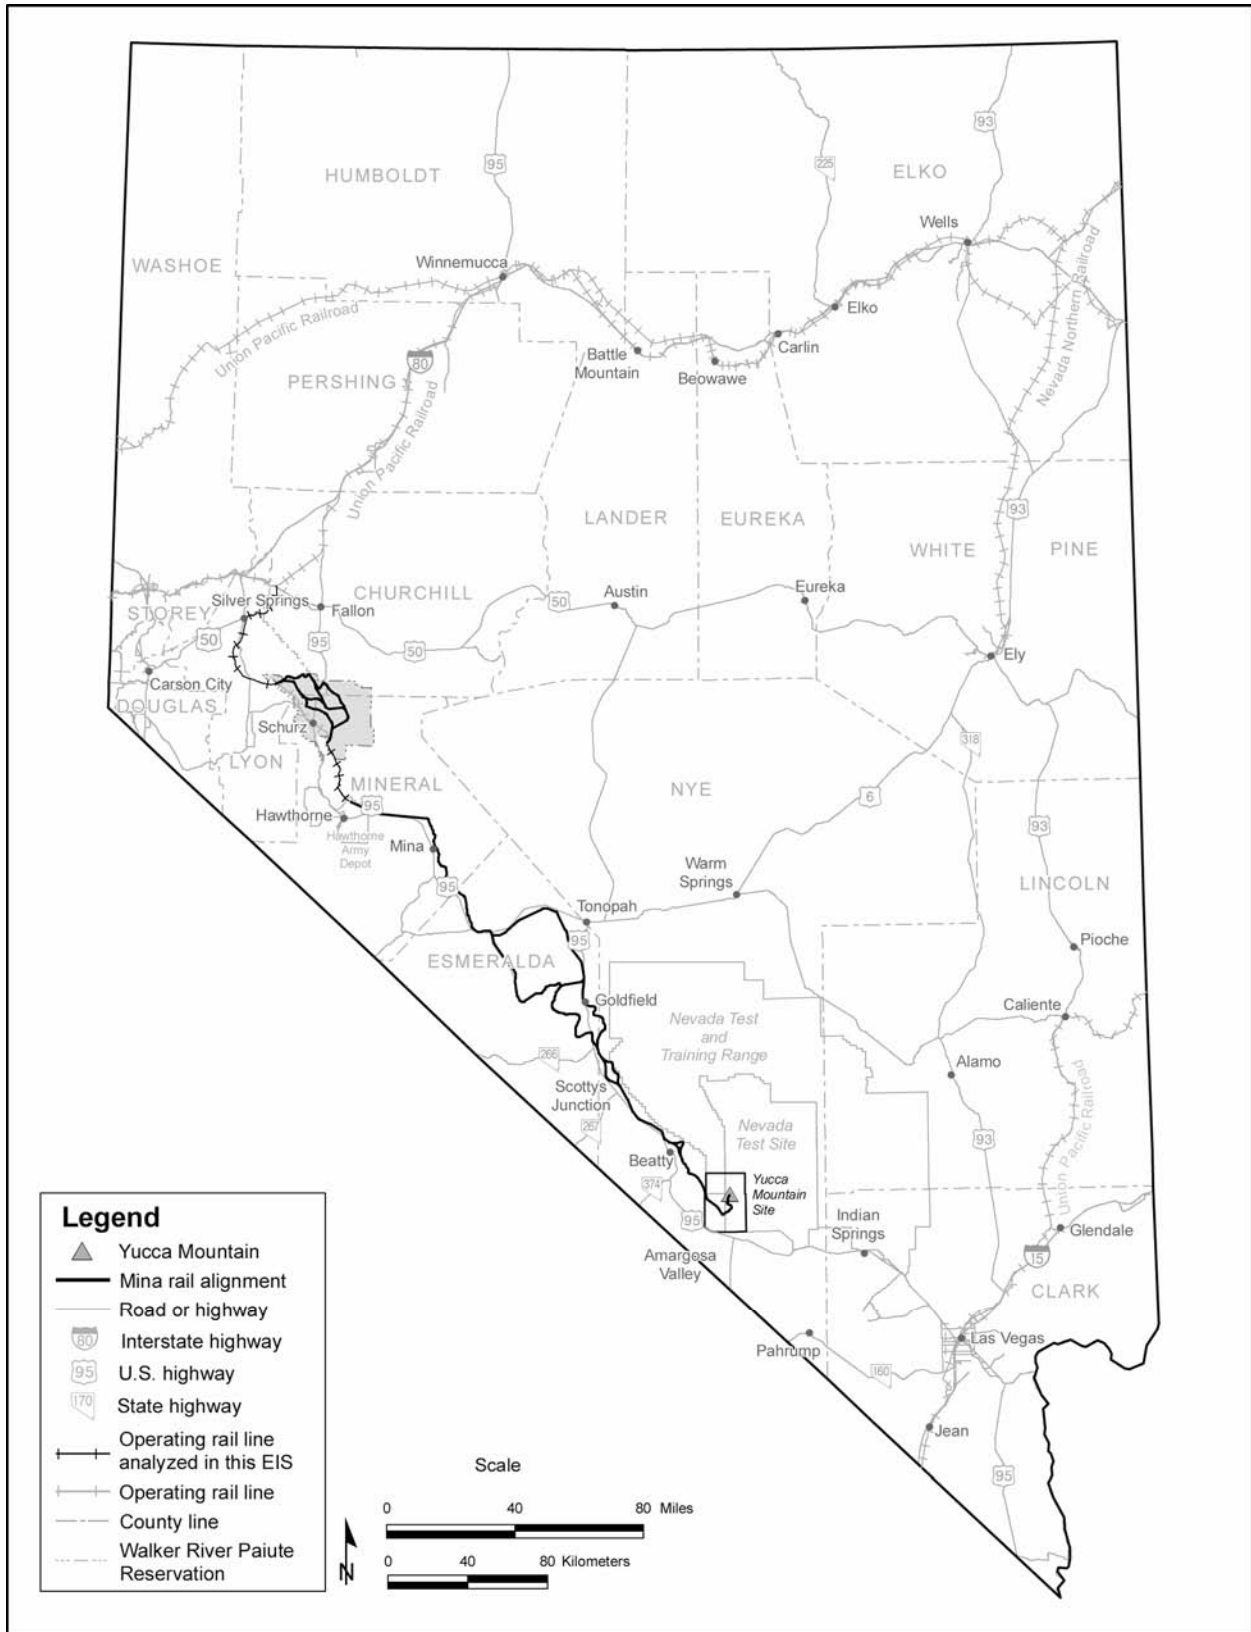 93
95
225
HUMBOLDT
ELKO
Wells
WASHOE
Winnemucca
Nevada Northern Railroad
Elko
Union Pacific Railroad
80
Battle
Mountain
Carlin
PERSHING
Beowawe
Union Pacific Railroad
LANDER
EUREKA
93
WHITE
PINE
CHURCHILL
Austin
Eureka
Silver Springs
50
STOREY
Fallon
50
95
50
Ely
Carson City
DOUGLAS
Schurz
318
LYON
MINERAL
NYE
6
95
Hawthorne
93
Hawthorne
Army
Depot
Mina
Warm
Springs
95
LINCOLN
Tonopah
95
Pioche
ESMERALDA
Goldfield
Caliente
Nevada Test
and
Training Range
266
Alamo
Scottys
Junction
Union Pacific Railroad
267
Nevada
Test Site
93
Beatty
374
Yucca
Mountain
Site
95
Indian
Springs
Glendale
Amargosa
Valley
15
CLARK
Las Vegas
Pahrump
160
Jean
95
Legend
Yucca Mountain
Mina rail alignment
Road or highway
80 Interstate highway
95 U.S. highway
170 State highway
Operating rail line
analyzed in this EIS
Operating rail line
County line
Walker River Paiute
Reservation
Scale
0 40 80 Miles
0 40 80 Kilometers
N